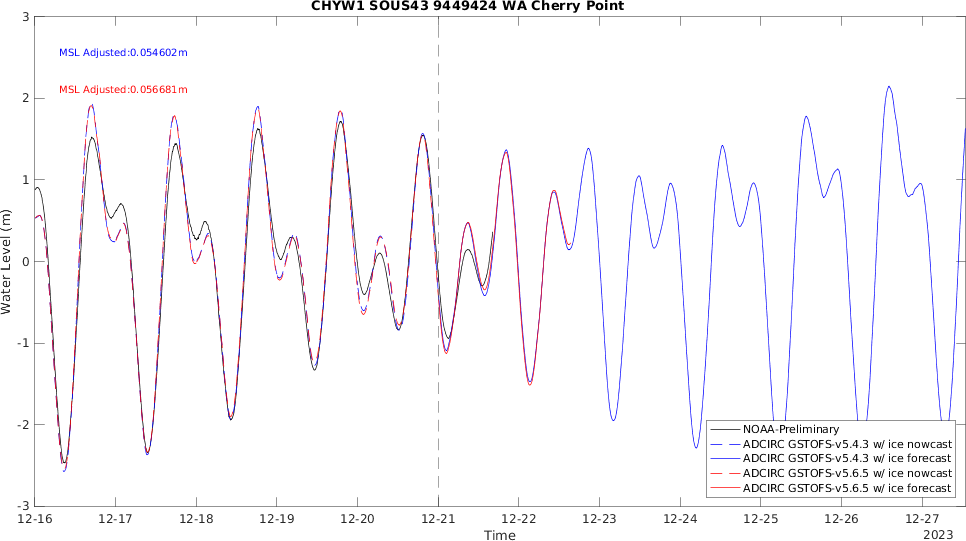 CHYW1 SOUS43 9449424 WA Cherry Point
MSL Adjusted:0.054602m
MSL Adjusted:0.056681m
Water Level (m)
3
2
1
0
-1
-2
-3
NOAA-Preliminary
ADCIRC GSTOFS-v5.4.3 w/ ice nowcast
ADCIRC GSTOFS-v5.4.3 w/ ice forecast
ADCIRC GSTOFS-v5.6.5 w/ ice nowcast
ADCIRC GSTOFS-v5.6.5 w/ ice forecast
12-16 12-17 12-18 12-19 12-20 12-21 12-22 12-23 12-24 12-25 12-26 12-27
Time
2023